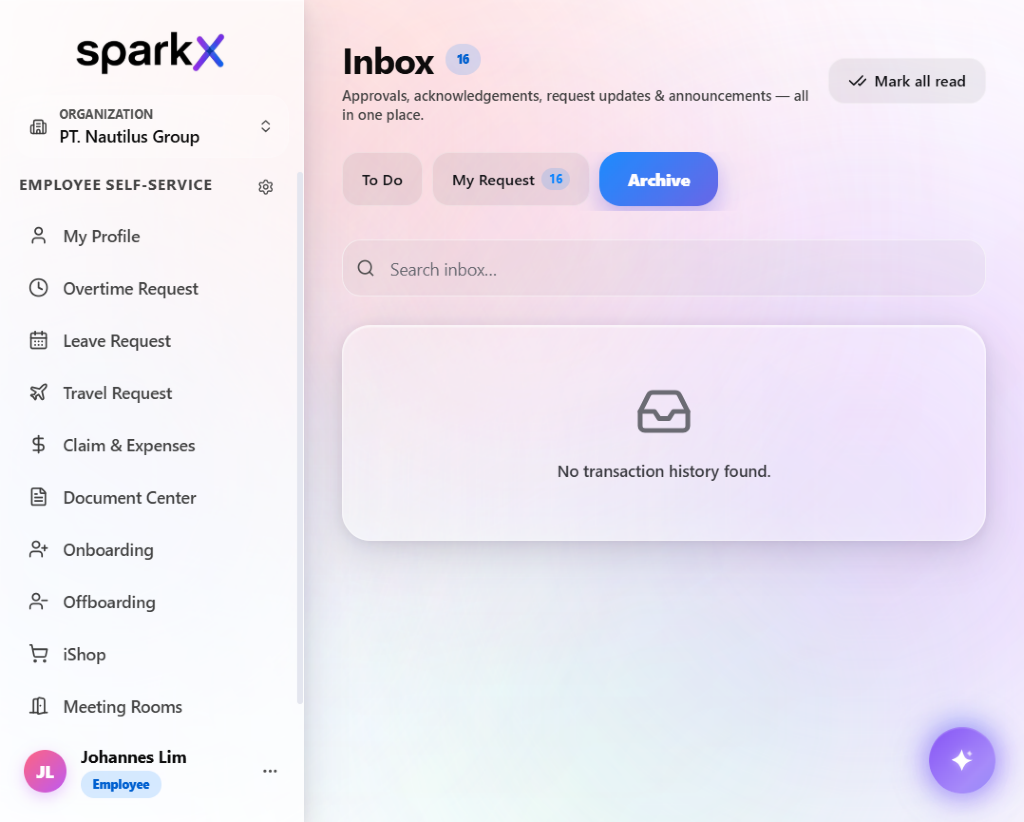 sparkX
ORGANIZATION
PT. Nautilus Group
EMPLOYEE SELF-SERVICE
My Profile
Overtime Request
Leave Request
Travel Request
Claim & Expenses
Document Center
Onboarding
Offboarding
iShop
Meeting Rooms
JL
Johannes Lim
Employee
Inbox 16
Approvals, acknowledgements, request updates & announcements — all
in one place.
Mark all read
To Do
My Request 16
Archive
Search inbox...
No transaction history found.